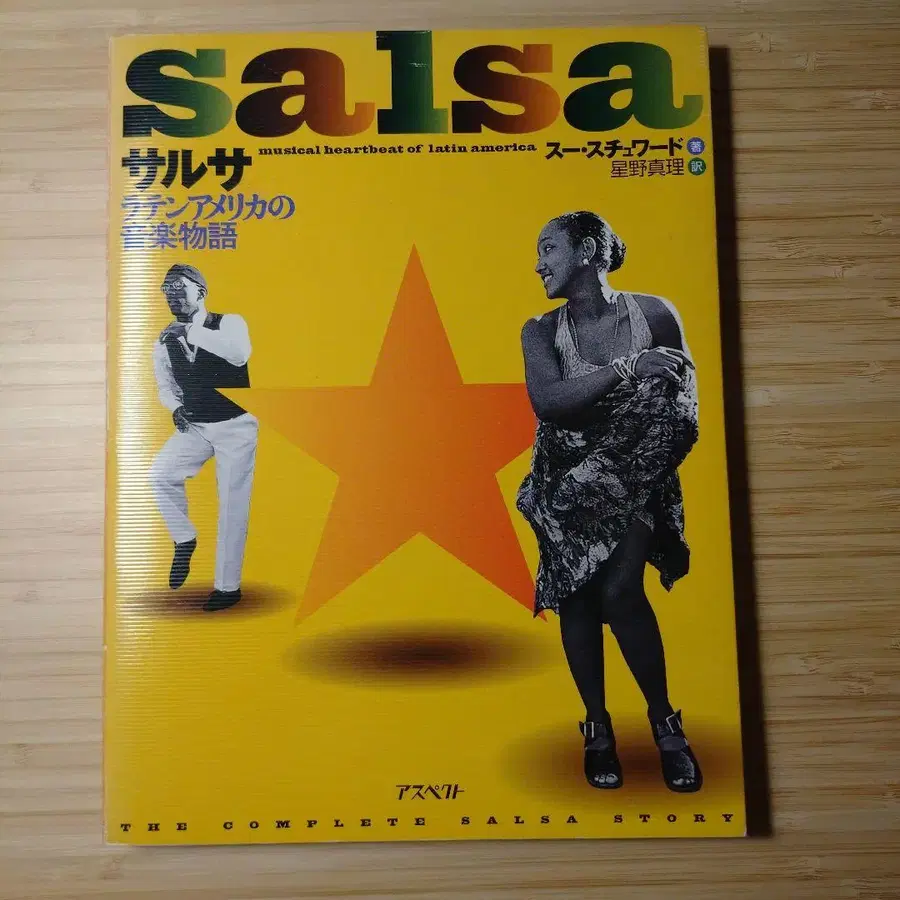 salsa
musical heartbeat of latin america
サルサ
ラテンアメリカの
音楽物語
スー・スチュワード 著
星野真理 訳
アスペクト
THE COMPLETE SALSA STORY